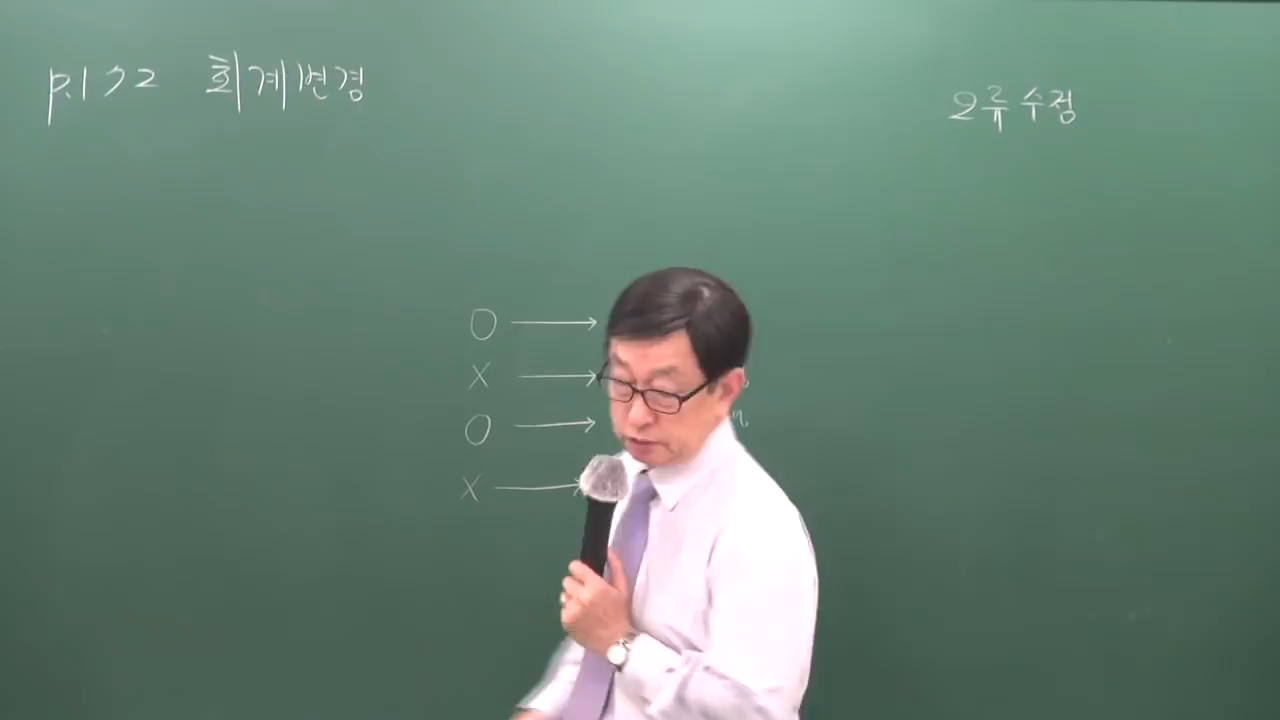 p.172 회계변경
오류수정
O →
X →
O →
X →